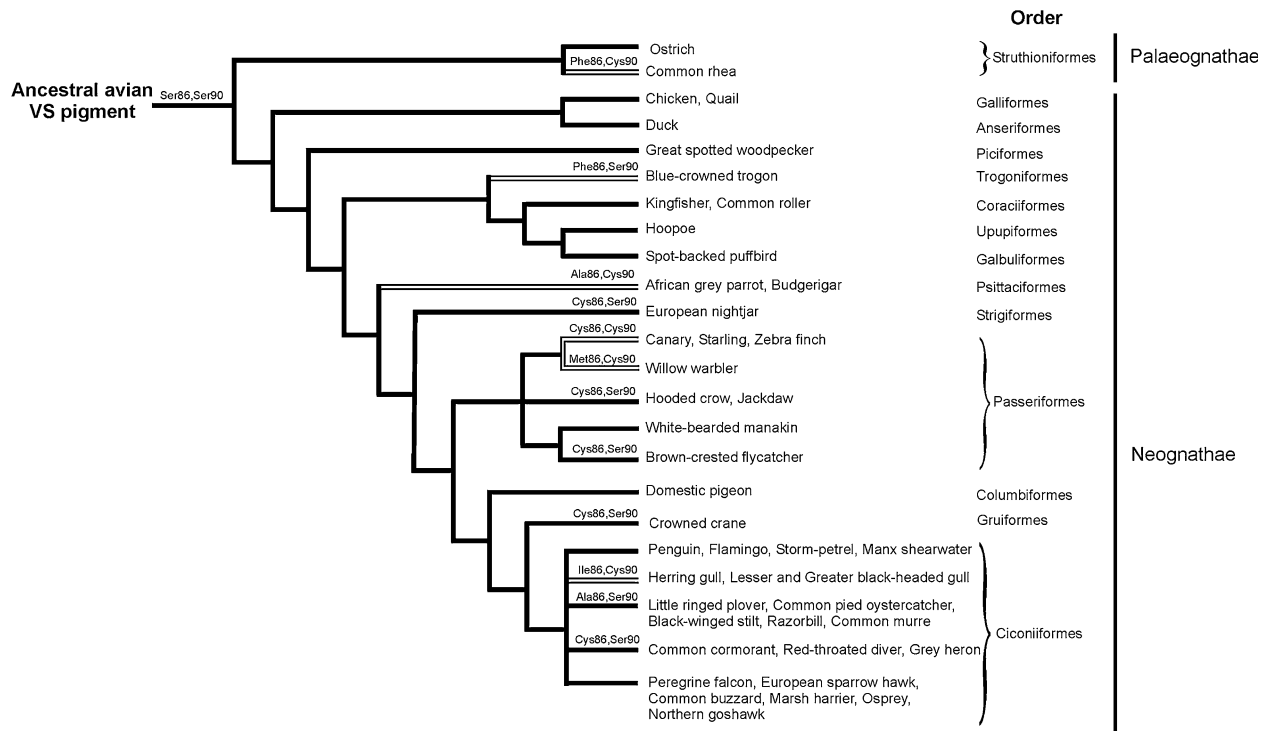 Order
Ostrich
Phe86,Cys90
Common rhea
Struthioniformes
Palaeognathae
Ancestral avian
VS pigment
Ser86,Ser90
Chicken, Quail
Galliformes
Duck
Anseriformes
Great spotted woodpecker
Piciformes
Phe86,Ser90
Blue-crowned trogon
Trogoniformes
Kingfisher, Common roller
Coraciiformes
Hoopoe
Upupiformes
Spot-backed puffbird
Galbuliformes
Ala86,Cys90
African grey parrot, Budgerigar
Psittaciformes
Cys86,Ser90
European nightjar
Strigiformes
Cys86,Cys90
Canary, Starling, Zebra finch
Met86,Cys90
Willow warbler
Cys86,Ser90
Hooded crow, Jackdaw
Passeriformes
White-bearded manakin
Cys86,Ser90
Brown-crested flycatcher
Neognathae
Domestic pigeon
Columbiformes
Cys86,Ser90
Crowned crane
Gruiformes
Penguin, Flamingo, Storm-petrel, Manx shearwater
Ile86,Cys90
Herring gull, Lesser and Greater black-headed gull
Ala86,Ser90
Little ringed plover, Common pied oystercatcher,
Black-winged stilt, Razorbill, Common murre
Ciconiiformes
Cys86,Ser90
Common cormorant, Red-throated diver, Grey heron
Peregrine falcon, European sparrow hawk,
Common buzzard, Marsh harrier, Osprey,
Northern goshawk